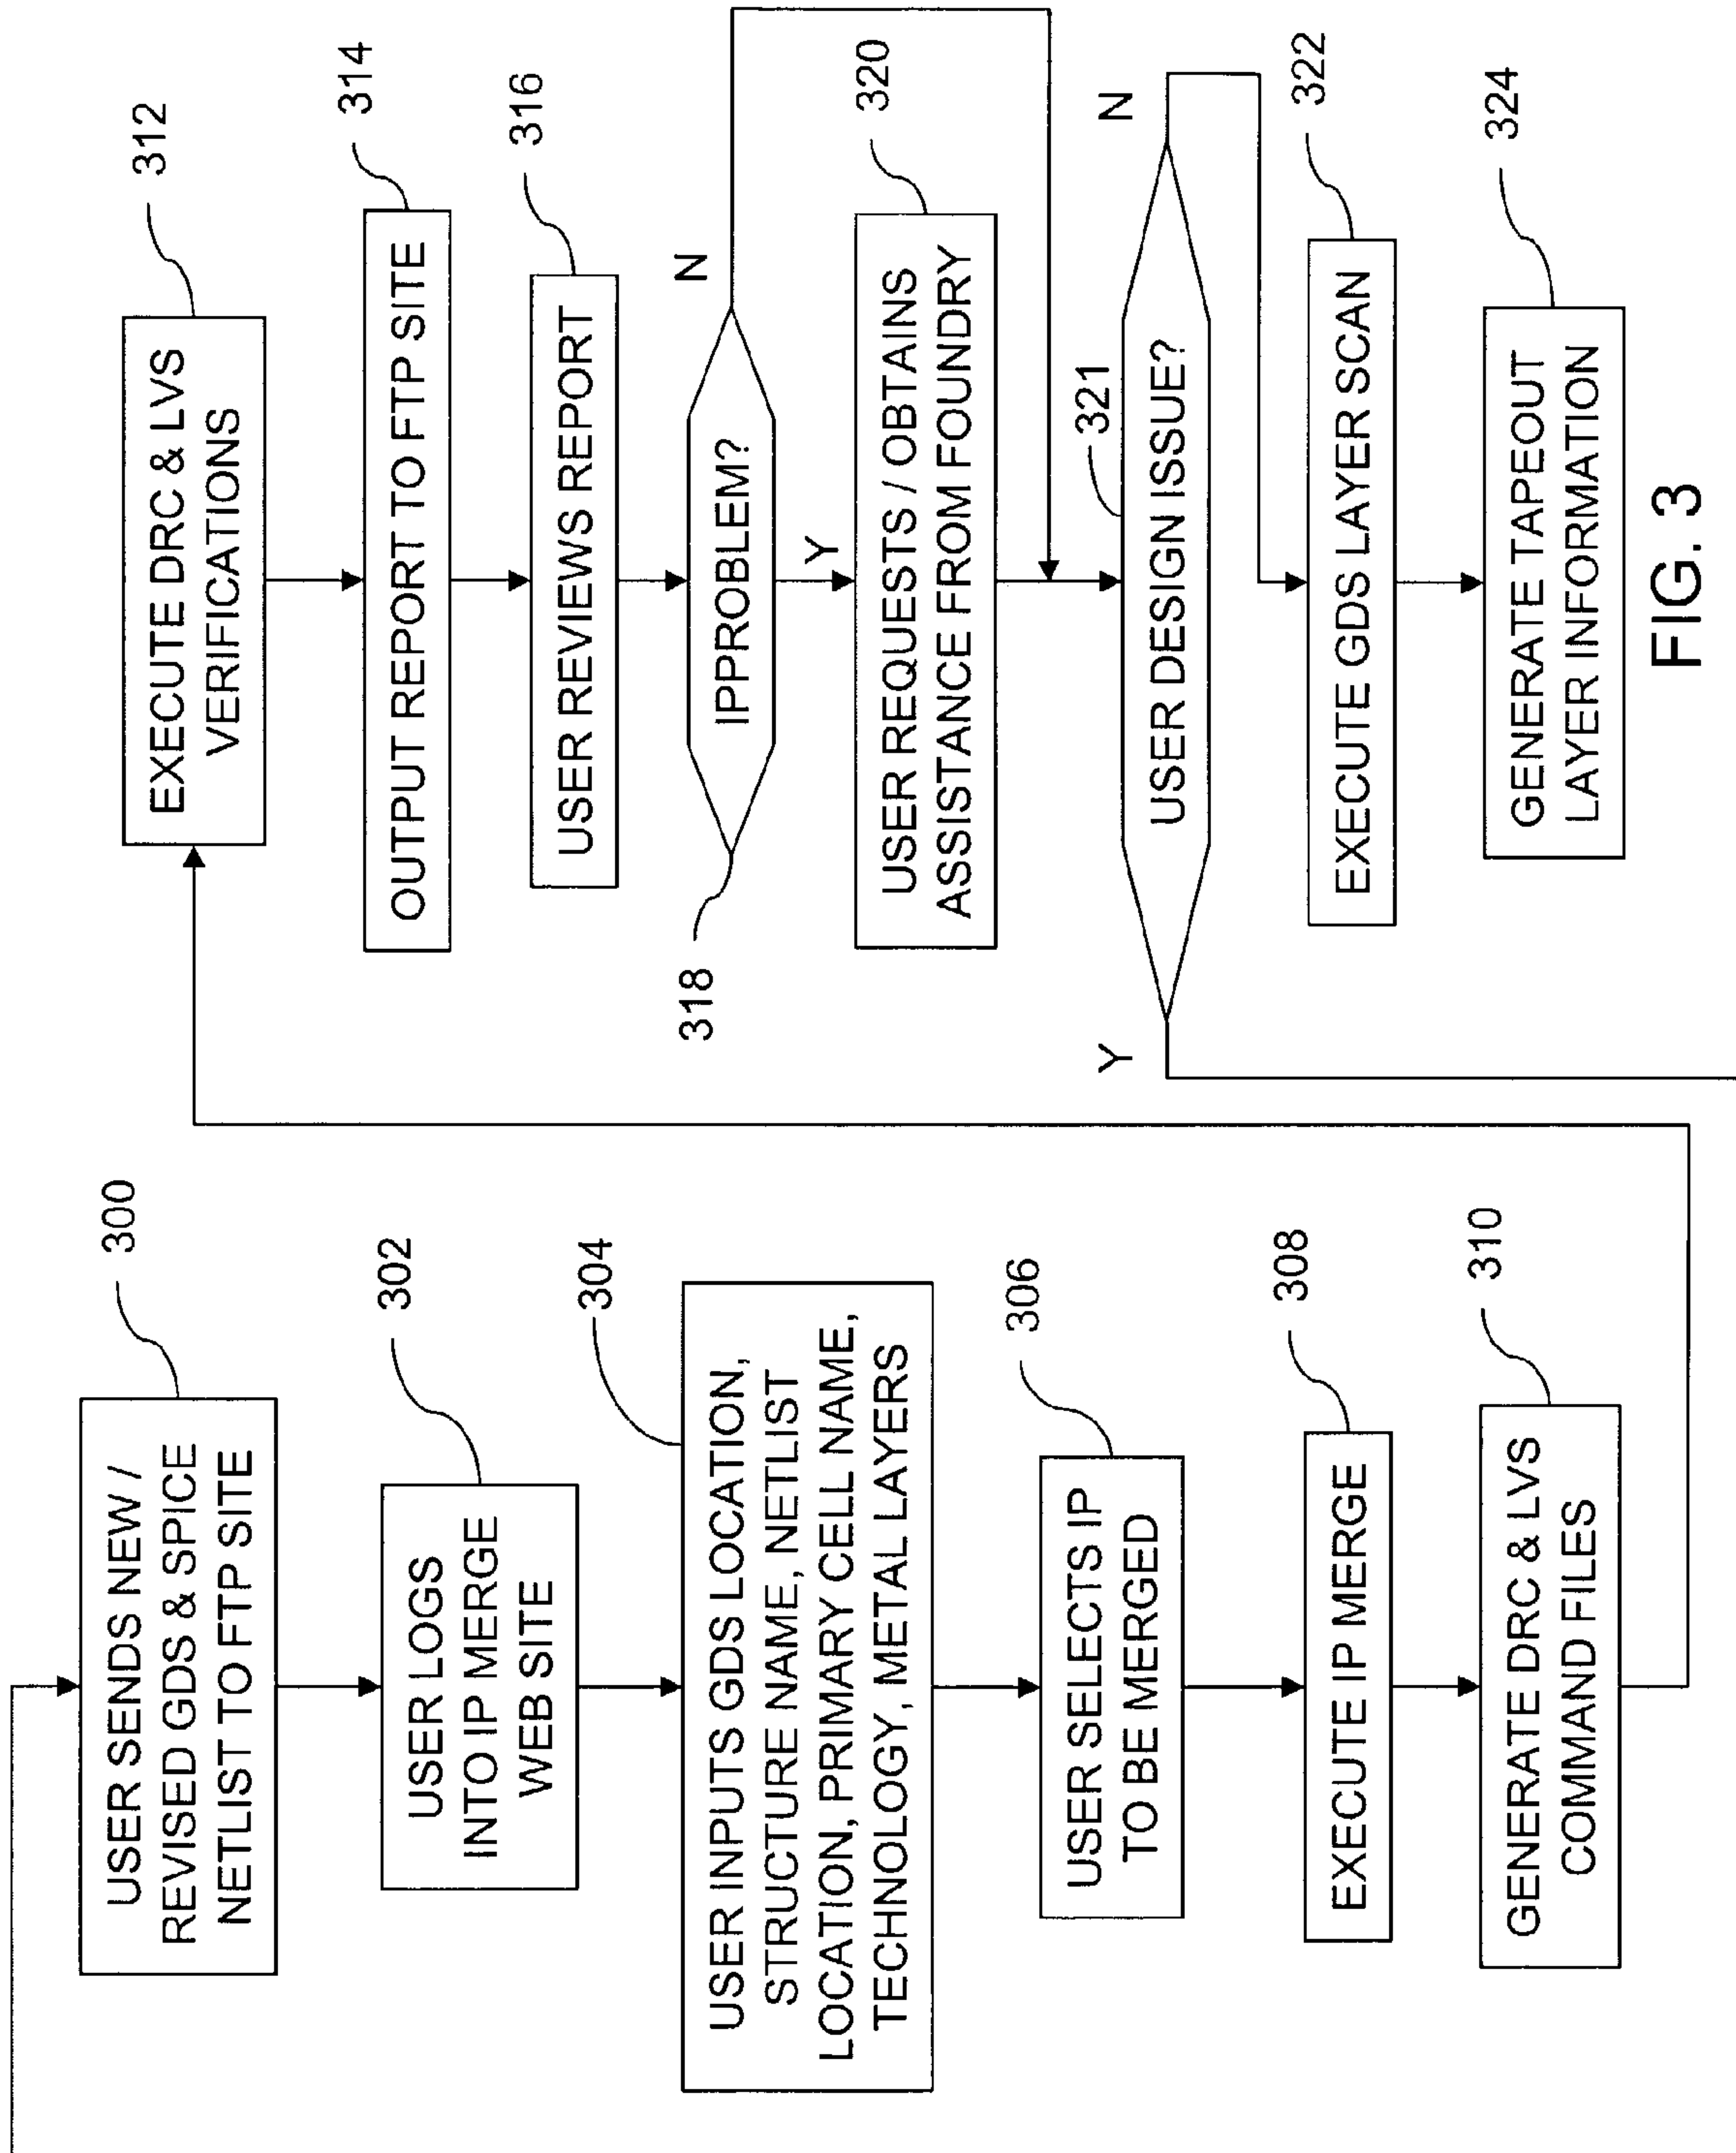 300
USER SENDS NEW /
REVISED GDS & SPICE
NETLIST TO FTP SITE
302
USER LOGS
INTO IP MERGE
WEB SITE
304
USER INPUTS GDS LOCATION,
STRUCTURE NAME, NETLIST
LOCATION, PRIMARY CELL NAME,
TECHNOLOGY, METAL LAYERS
306
USER SELECTS IP
TO BE MERGED
308
EXECUTE IP MERGE
310
GENERATE DRC & LVS
COMMAND FILES
312
EXECUTE DRC & LVS
VERIFICATIONS
314
OUTPUT REPORT TO FTP SITE
316
USER REVIEWS REPORT
318
IPPROBLEM?
N
Y
320
USER REQUESTS / OBTAINS
ASSISTANCE FROM FOUNDRY
321
Y
USER DESIGN ISSUE?
N
322
EXECUTE GDS LAYER SCAN
324
GENERATE TAPEOUT
LAYER INFORMATION
FIG. 3